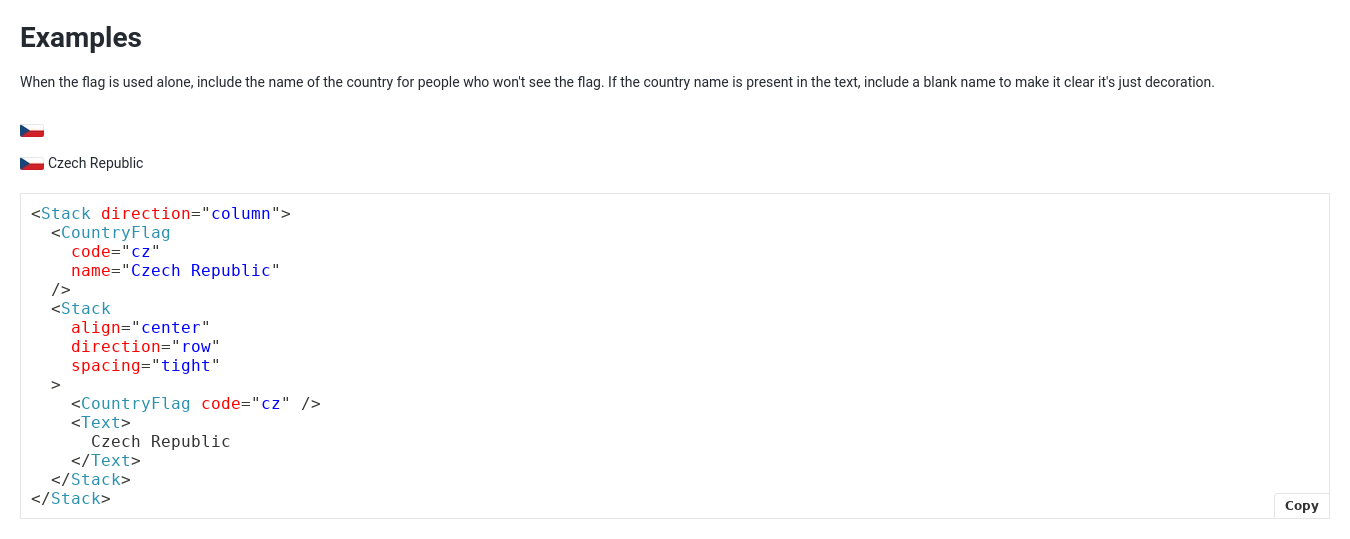 Examples
When the flag is used alone, include the name of the country for people who won't see the flag. If the country name is present in the text, include a blank name to make it clear it's just decoration.
Czech Republic
<Stack direction="column">
  <CountryFlag
    code="cz"
    name="Czech Republic"
  />
  <Stack
    align="center"
    direction="row"
    spacing="tight"
  >
    <CountryFlag code="cz" />
    <Text>
      Czech Republic
    </Text>
  </Stack>
</Stack>
Copy